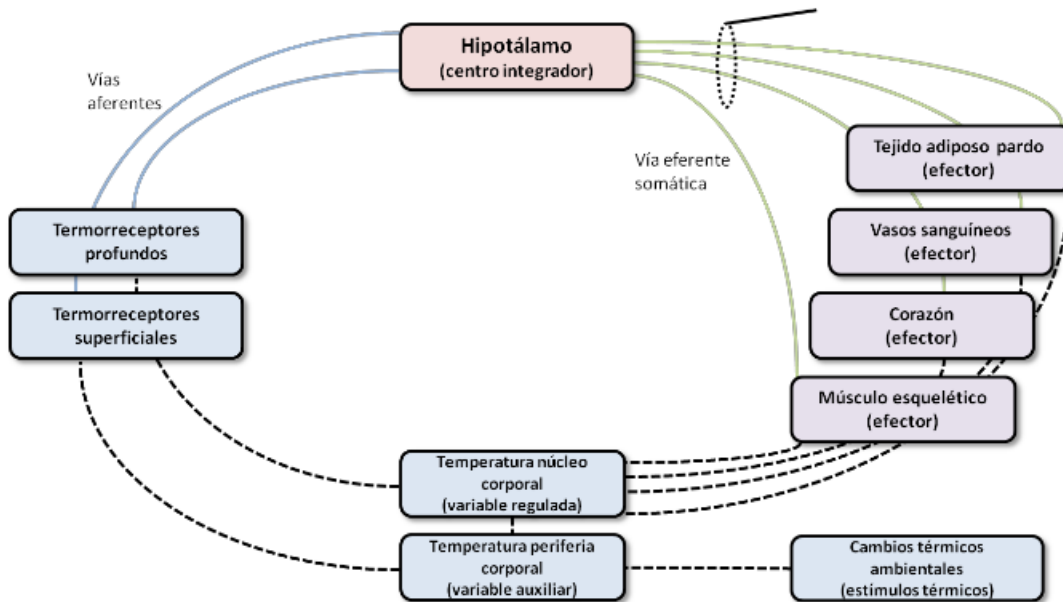 Hipotálamo
(centro integrador)
Vías
aferentes
Tejido adiposo pardo
(efector)
Vía eferente
somática
Termorreceptores
profundos
Vasos sanguíneos
(efector)
Termorreceptores
superficiales
Corazón
(efector)
Músculo esquelético
(efector)
Temperatura núcleo
corporal
(variable regulada)
Temperatura periferia
corporal
(variable auxiliar)
Cambios térmicos
ambientales
(estímulos térmicos)